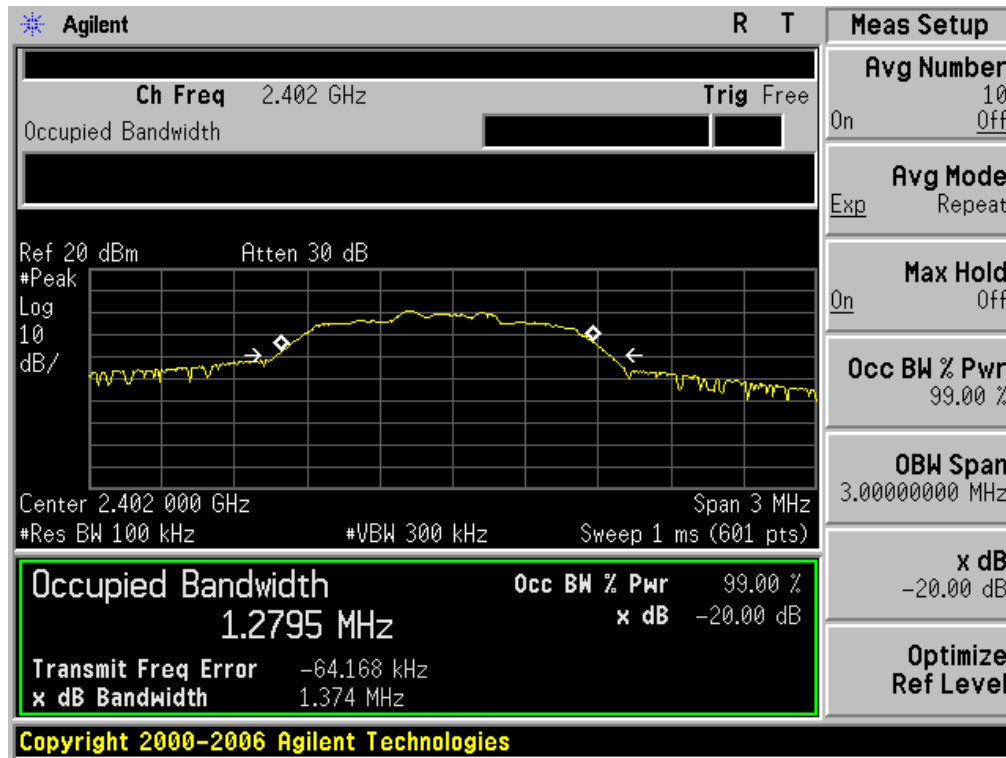 Agilent R T
Ch Freq 2.402 GHz Trig Free
Occupied Bandwidth
Ref 20 dBm Atten 30 dB
#Peak
Log
10
dB/
Center 2.402 000 GHz Span 3 MHz
#Res BW 100 kHz #VBW 300 kHz Sweep 1 ms (601 pts)
Occupied Bandwidth Occ BW % Pwr 99.00 %
1.2795 MHz x dB -20.00 dB
Transmit Freq Error -64.168 kHz
x dB Bandwidth 1.374 MHz
Copyright 2000-2006 Agilent Technologies
Meas Setup
Avg Number
10
On Off
Avg Mode
Exp Repeat
Max Hold
On Off
Occ BW % Pwr
99.00 %
OBW Span
3.00000000 MHz
x dB
-20.00 dB
Optimize
Ref Level